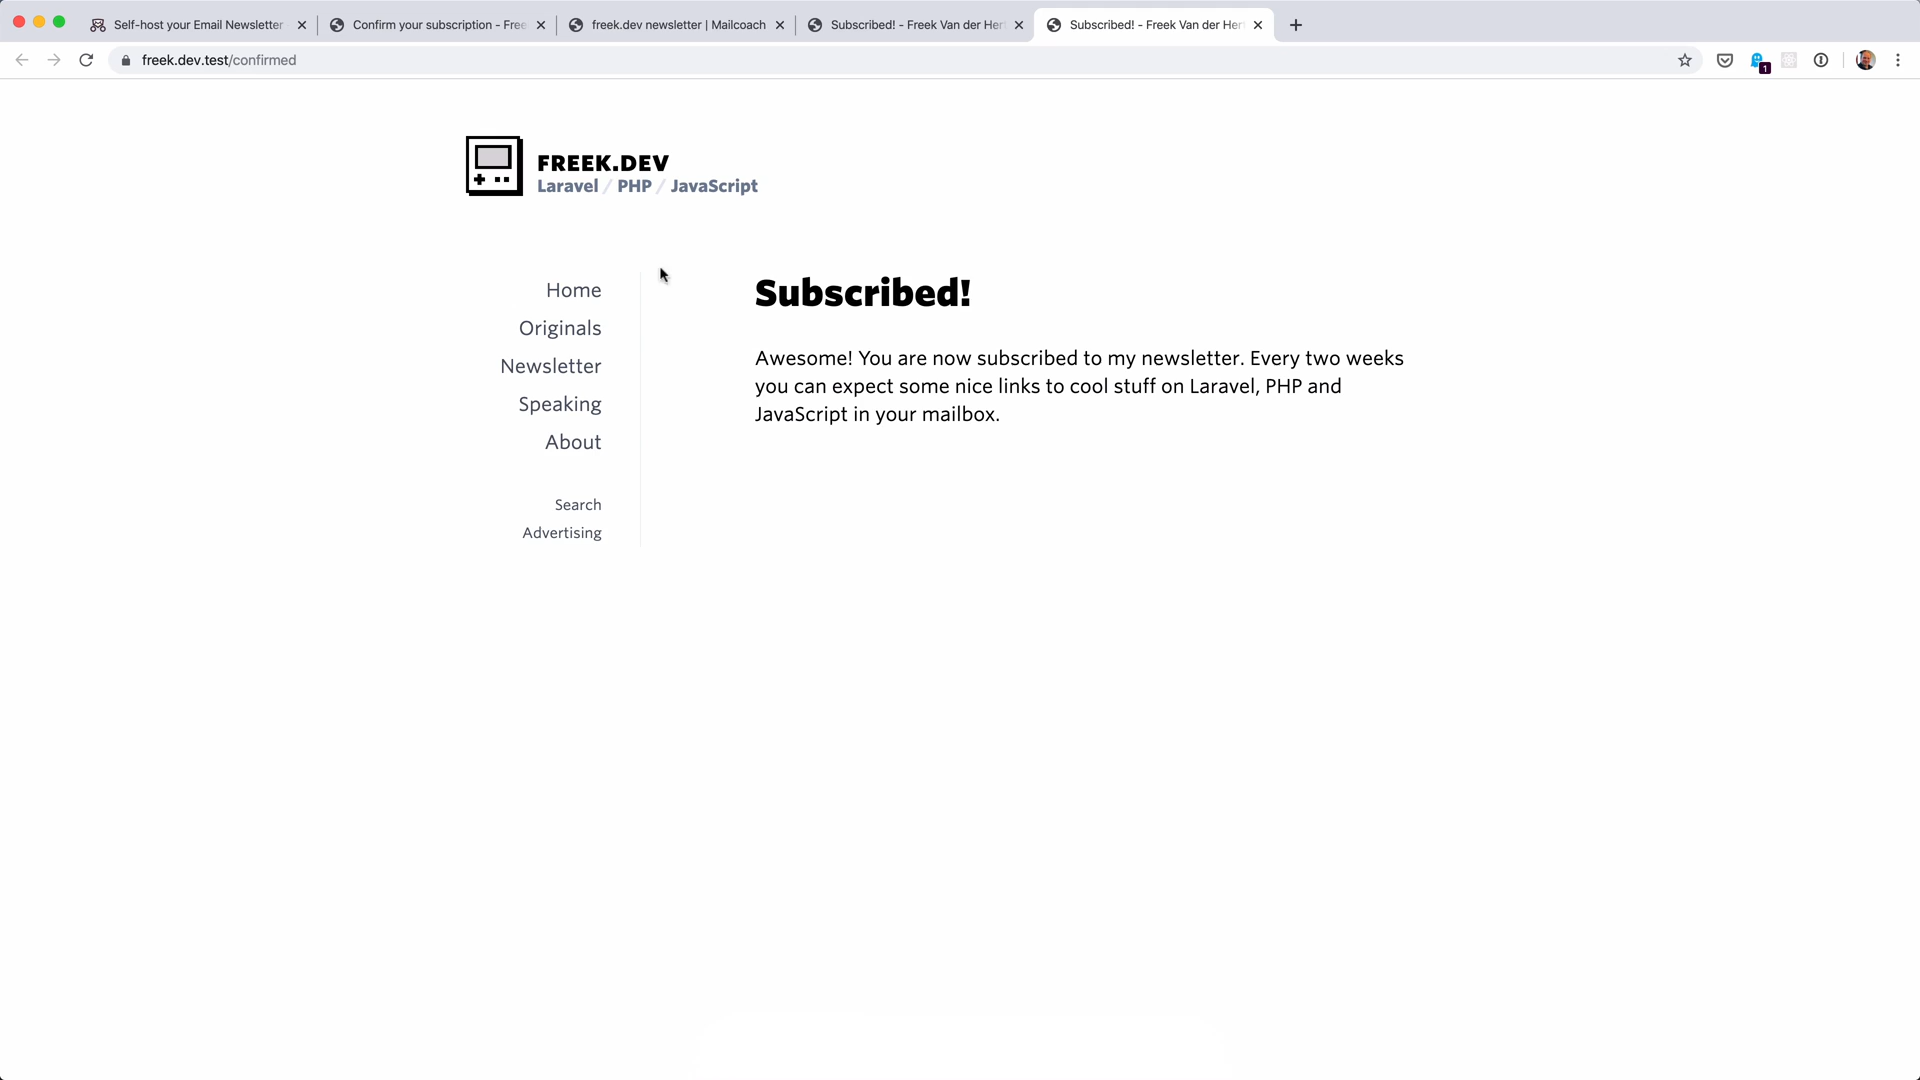 Self-host your Email Newsletter
Confirm your subscription - Free
freek.dev newsletter | Mailcoach
Subscribed! - Freek Van der Her
Subscribed! - Freek Van der Her
freek.dev.test/confirmed
1
FREEK.DEV
Laravel / PHP / JavaScript
Home
Originals
Newsletter
Speaking
About
Search
Advertising
Subscribed!
Awesome! You are now subscribed to my newsletter. Every two weeks
you can expect some nice links to cool stuff on Laravel, PHP and
JavaScript in your mailbox.